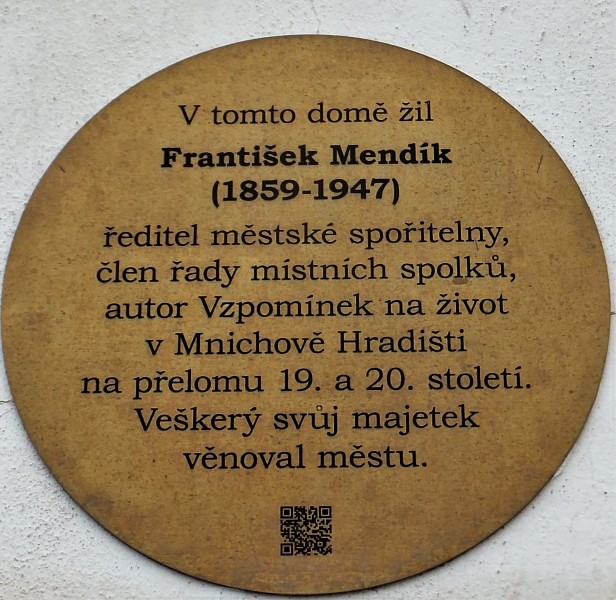 V tomto domě žil
František Mendík
(1859-1947)
ředitel městské spořitelny,
člen řady místních spolků,
autor Vzpomínek na život
v Mnichově Hradišti
na přelomu 19. a 20. století.
Veškerý svůj majetek
věnoval městu.